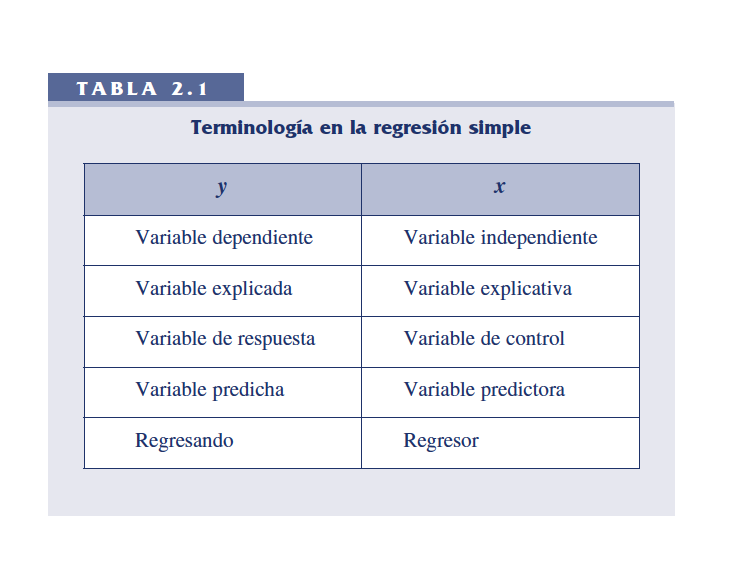 TABLA 2.1
Terminología en la regresión simple
y x
Variable dependiente Variable independiente
Variable explicada Variable explicativa
Variable de respuesta Variable de control
Variable predicha Variable predictora
Regresando Regresor